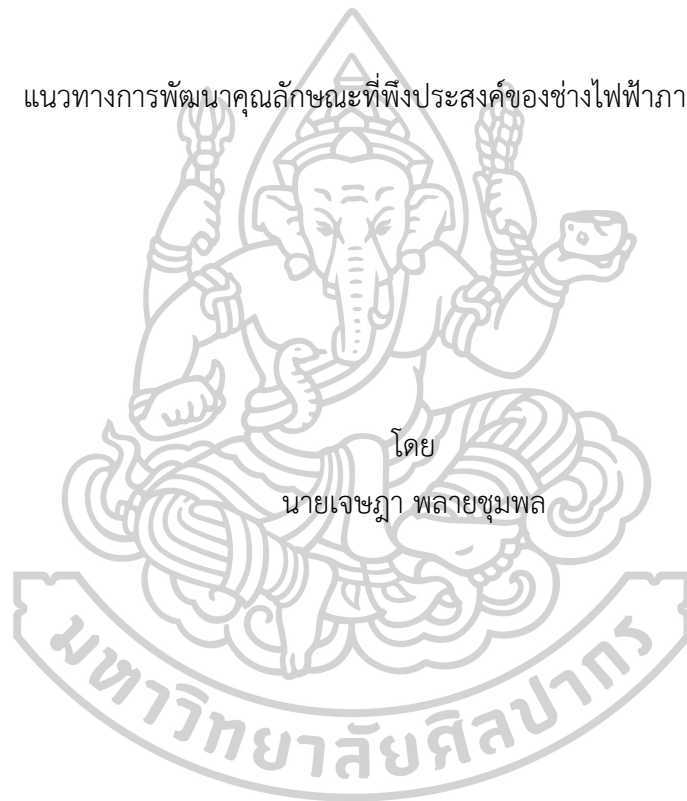 แนวทางการพัฒนาคุณลักษณะที่พึงประสงค์ของช่างไฟฟ้าภา
โดย
นายเจษฎา พลายชุมพล
มหาวิทยาลัยศิลปากร